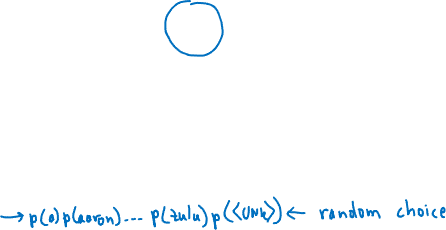 → p(a) p(aaron) ... p(zulu) p(<UNK>) ← random choice